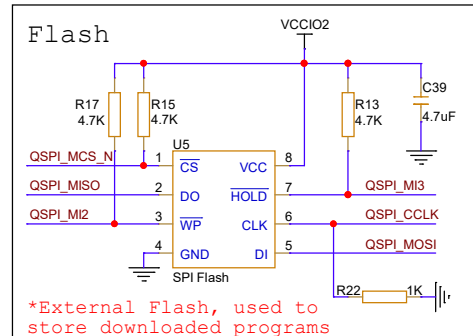 Flash
VCCIO2
R17
4.7K
R15
4.7K
R13
4.7K
C39
4.7uF
U5
QSPI_MCS_N
1
CS
VCC
8
QSPI_MISO
2
DO
HOLD
7
QSPI_MI3
QSPI_MI2
3
WP
CLK
6
QSPI_CCLK
4
GND
DI
5
QSPI_MOSI
SPI Flash
R22
1K
*External Flash, used to
store downloaded programs